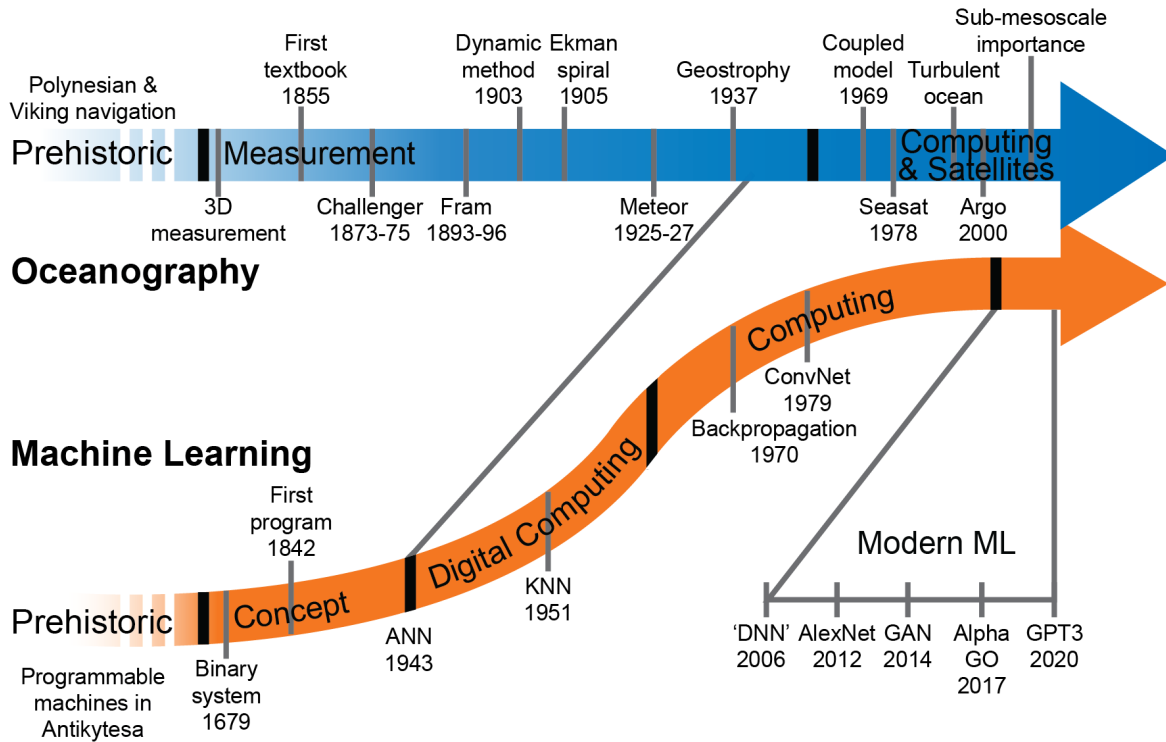 Sub-mesoscale
importance
First
textbook
1855
Dynamic
method
1903
Ekman
spiral
1905
Geostrophy
1937
Coupled
model
1969
Turbulent
ocean
Polynesian &
Viking navigation
Prehistoric
Measurement
Computing
& Satellites
3D
measurement
Challenger
1873-75
Fram
1893-96
Meteor
1925-27
Seasat
1978
Argo
2000
Oceanography
Computing
ConvNet
1979
Backpropagation
1970
Machine Learning
Digital Computing
First
program
1842
KNN
1951
Modern ML
Prehistoric
Concept
ANN
1943
'DNN'
2006
AlexNet
2012
GAN
2014
Alpha
GO
2017
GPT3
2020
Programmable
machines in
Antikytesa
Binary
system
1679